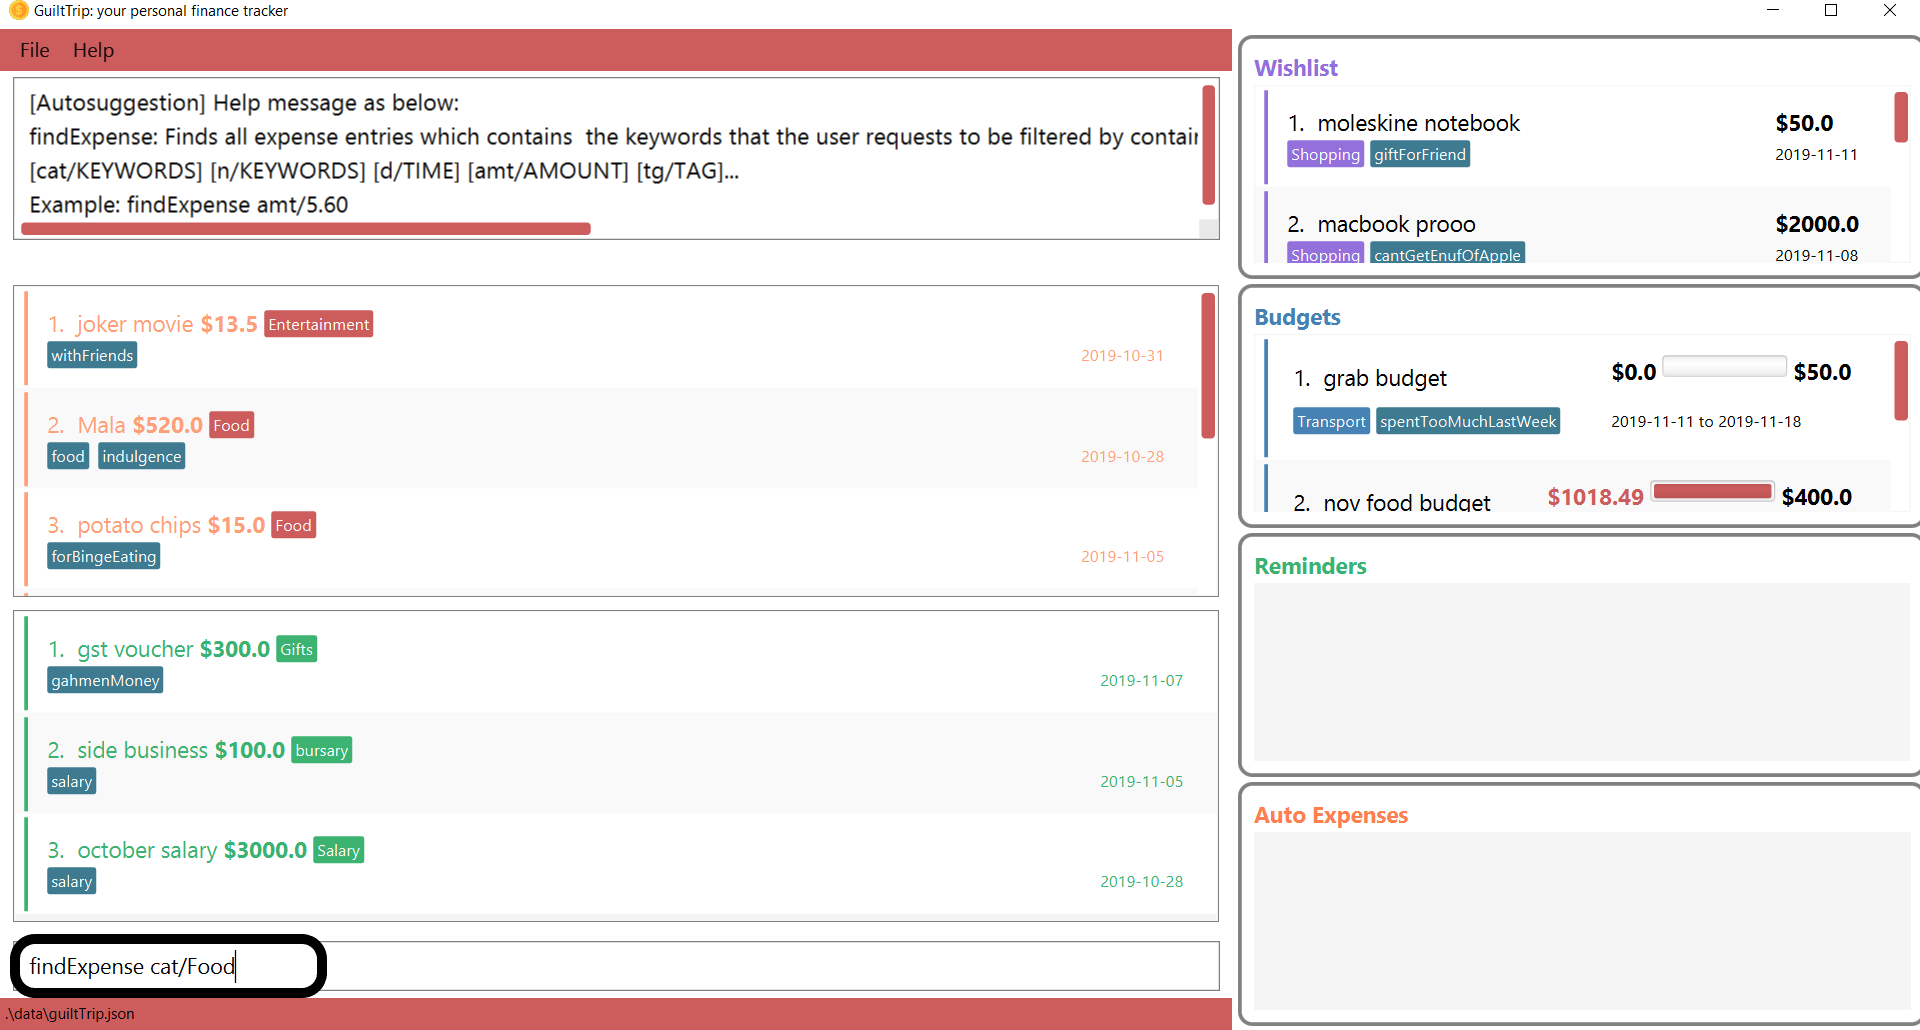 GuiltTrip: your personal finance tracker
File Help
[Autosuggestion] Help message as below:
findExpense: Finds all expense entries which contains  the keywords that the user requests to be filtered by contain
[cat/KEYWORDS] [n/KEYWORDS] [d/TIME] [amt/AMOUNT] [tg/TAG]...
Example: findExpense amt/5.60
1. joker movie $13.5 Entertainment
withFriends 2019-10-31
2. Mala $520.0 Food
food indulgence 2019-10-28
3. potato chips $15.0 Food
forBingeEating 2019-11-05
1. gst voucher $300.0 Gifts
gahmenMoney 2019-11-07
2. side business $100.0 bursary
salary 2019-11-05
3. october salary $3000.0 Salary
salary 2019-10-28
findExpense cat/Food
.\data\guiltTrip.json
Wishlist
1. moleskine notebook $50.0
Shopping giftForFriend 2019-11-11
2. macbook prooo $2000.0
Shopping cantGetEnufOfApple 2019-11-08
Budgets
1. grab budget $0.0 $50.0
Transport spentTooMuchLastWeek 2019-11-11 to 2019-11-18
2. nov food budget $1018.49 $400.0
Reminders
Auto Expenses